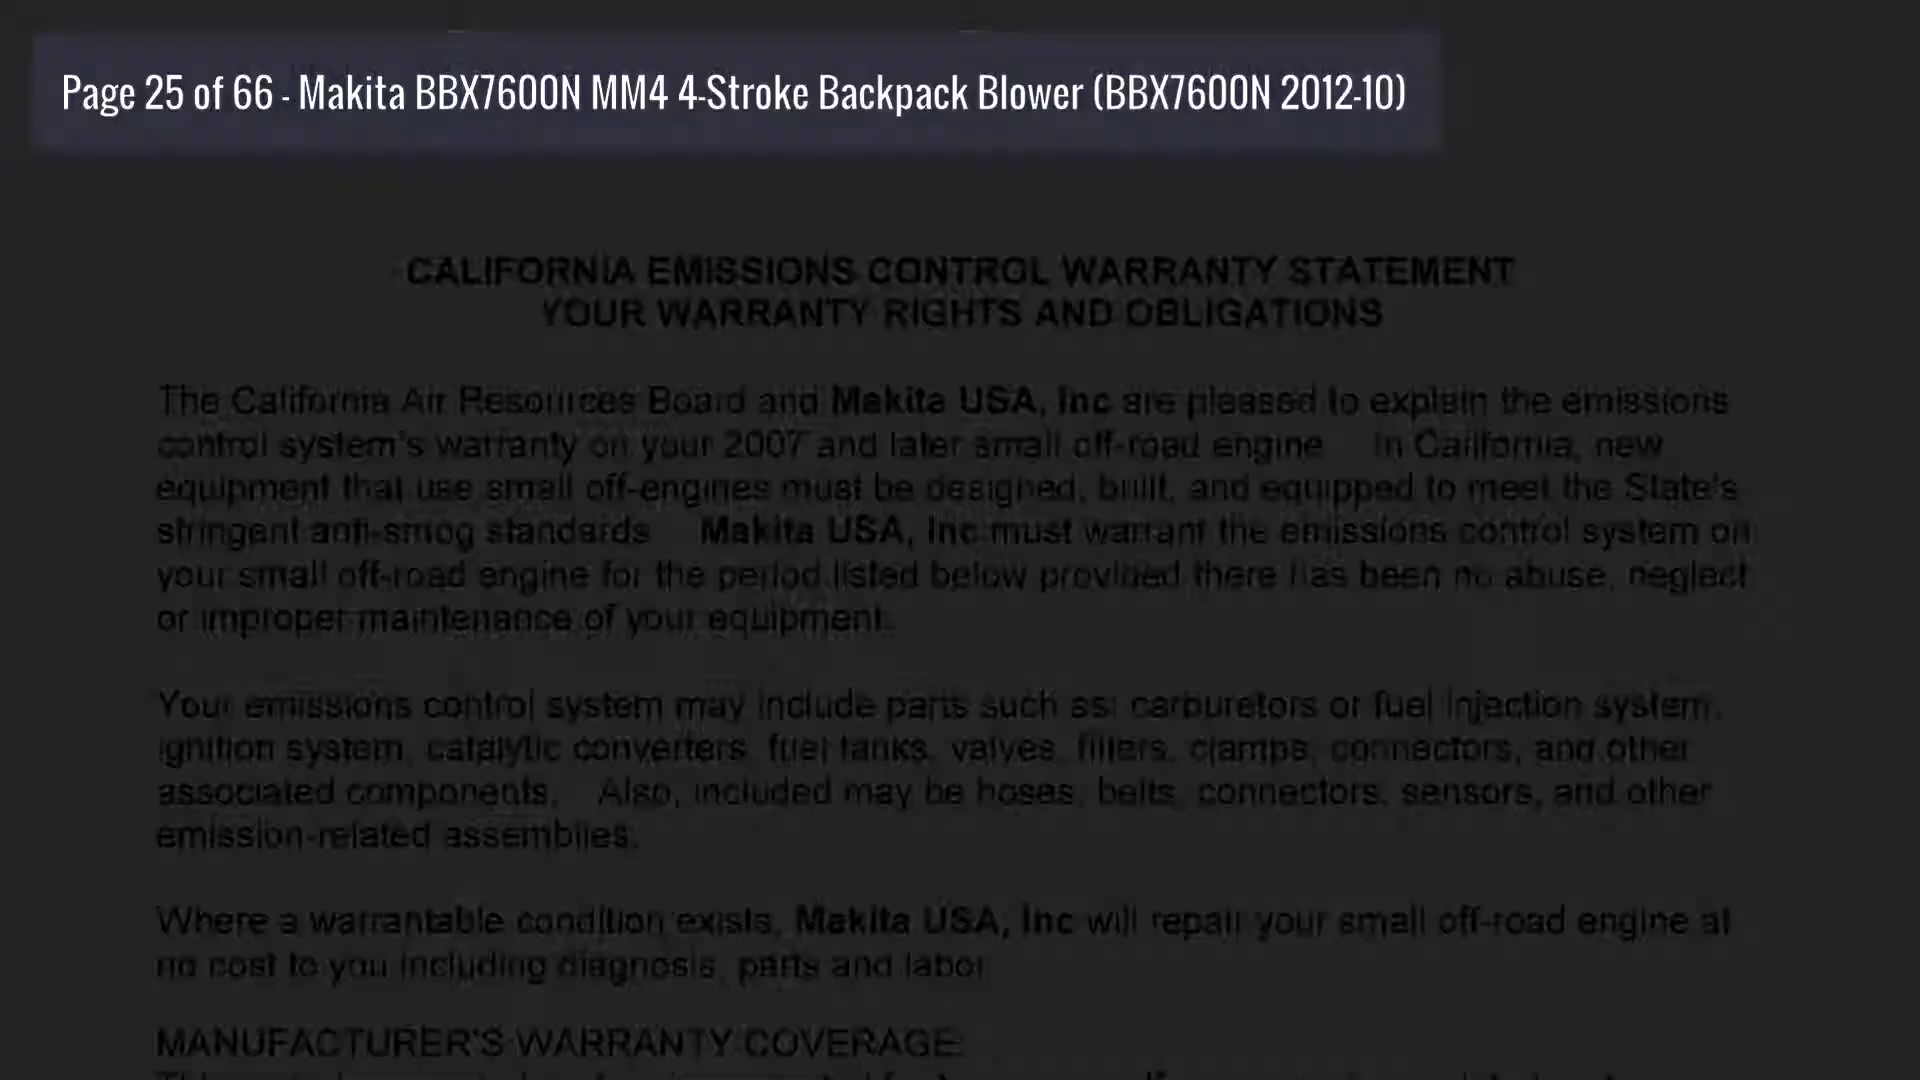 Page 25 of 66 - Makita BBX7600N MM4 4-Stroke Backpack Blower (BBX7600N 2012-10)
CALIFORNIA EMISSIONS CONTROL WARRANTY STATEMENT
YOUR WARRANTY RIGHTS AND OBLIGATIONS
The California Air Resources Board and Makita USA, Inc are pleased to explain the emissions
control system's warranty on your 2007 and later small off-road engine In California, new
equipment that use small off-engines must be designed, built, and equipped to meet the State's
stringent anti-smog standards Makita USA, Inc must warrant the emissions control system on
your small off-road engine for the period listed below provided there has been no abuse, neglect
or improper maintenance of your equipment.
Your emissions control system may include parts such as: carburetors or fuel injection system,
ignition system, catalytic converters, fuel tanks, valves, filters, clamps, connectors, and other
associated components. Also, included may be hoses, belts, connectors, sensors, and other
emission-related assemblies.
Where a warrantable condition exists, Makita USA, Inc will repair your small off-road engine at
no cost to you including diagnosis, parts and labor
MANUFACTURER'S WARRANTY COVERAGE: